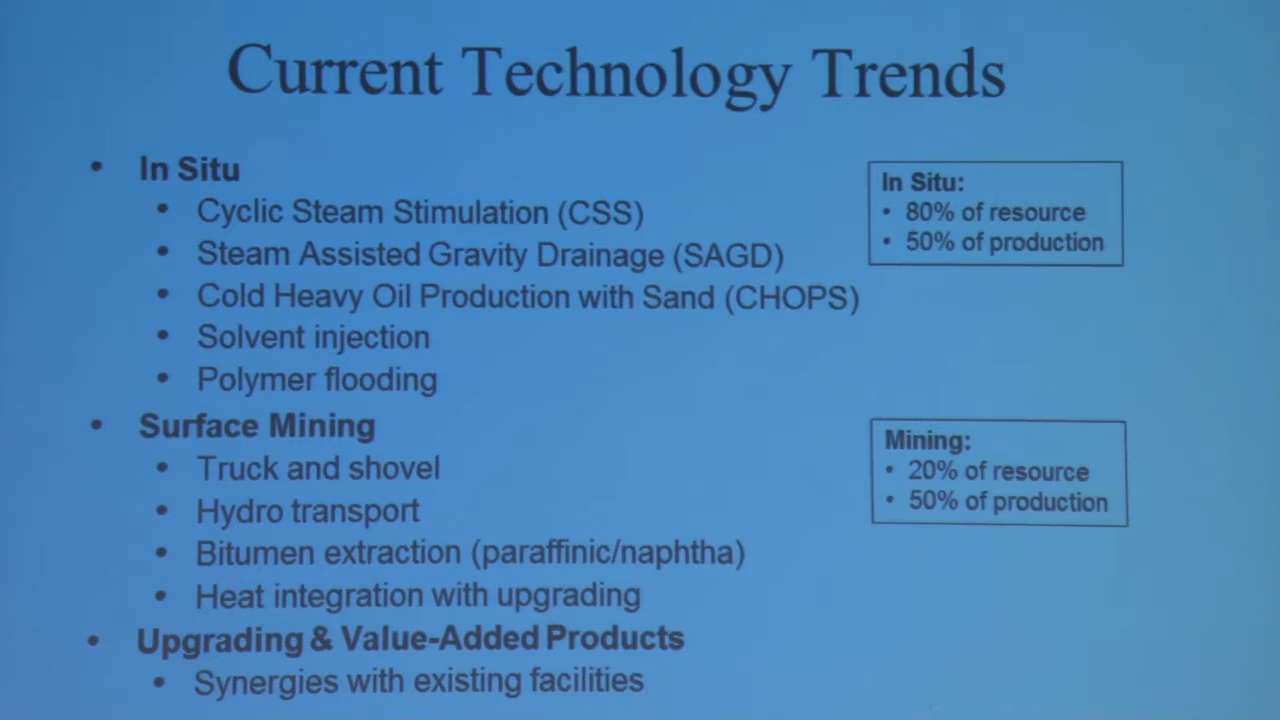 Current Technology Trends
• In Situ
• Cyclic Steam Stimulation (CSS)
• Steam Assisted Gravity Drainage (SAGD)
• Cold Heavy Oil Production with Sand (CHOPS)
• Solvent injection
• Polymer flooding
In Situ:
• 80% of resource
• 50% of production
• Surface Mining
• Truck and shovel
• Hydro transport
• Bitumen extraction (paraffinic/naphtha)
• Heat integration with upgrading
Mining:
• 20% of resource
• 50% of production
• Upgrading & Value-Added Products
• Synergies with existing facilities